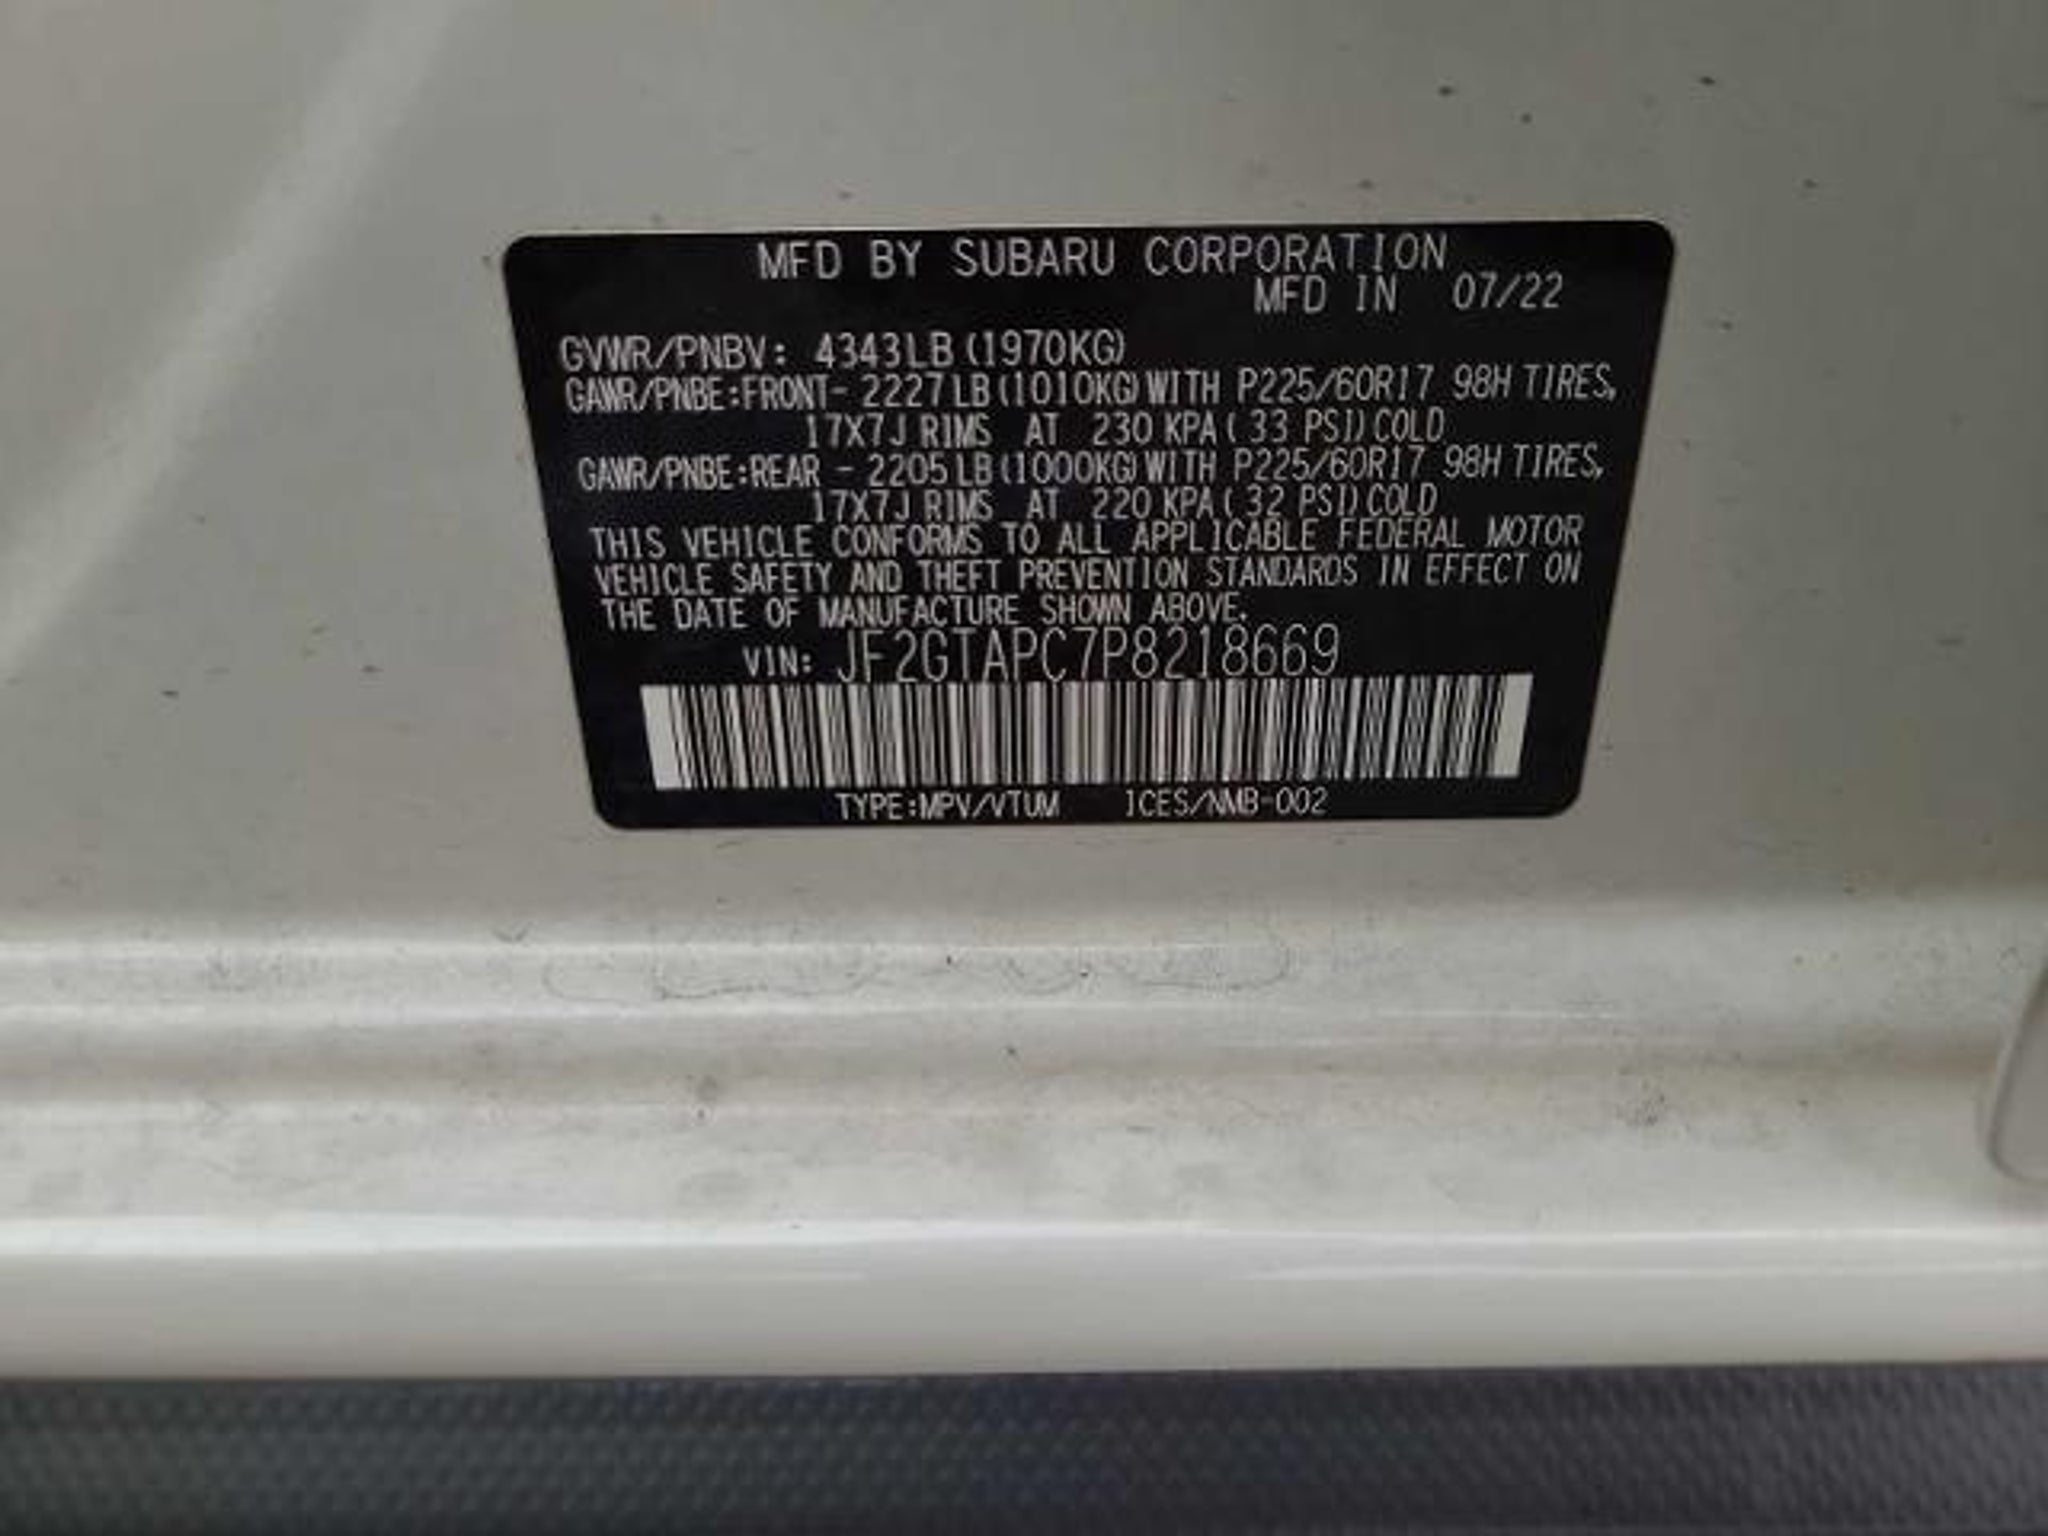 MFD BY SUBARU CORPORATION
MFD IN 07/22
GVWR/PNBV: 4343LB (1970KG)
GAWR/PNBE:FRONT- 2227LB (1010KG) WITH P225/60R17 98H TIRES,
17X7J RIMS AT 230 KPA ( 33 PSI) COLD
GAWR/PNBE:REAR - 2205LB (1000KG) WITH P225/60R17 98H TIRES,
17X7J RIMS AT 220 KPA ( 32 PSI) COLD
THIS VEHICLE CONFORMS TO ALL APPLICABLE FEDERAL MOTOR
VEHICLE SAFETY AND THEFT PREVENTION STANDARDS IN EFFECT ON
THE DATE OF MANUFACTURE SHOWN ABOVE.
VIN: JF2GTAPC7P8218669
TYPE:MPV/VTUM ICES/NMB-002